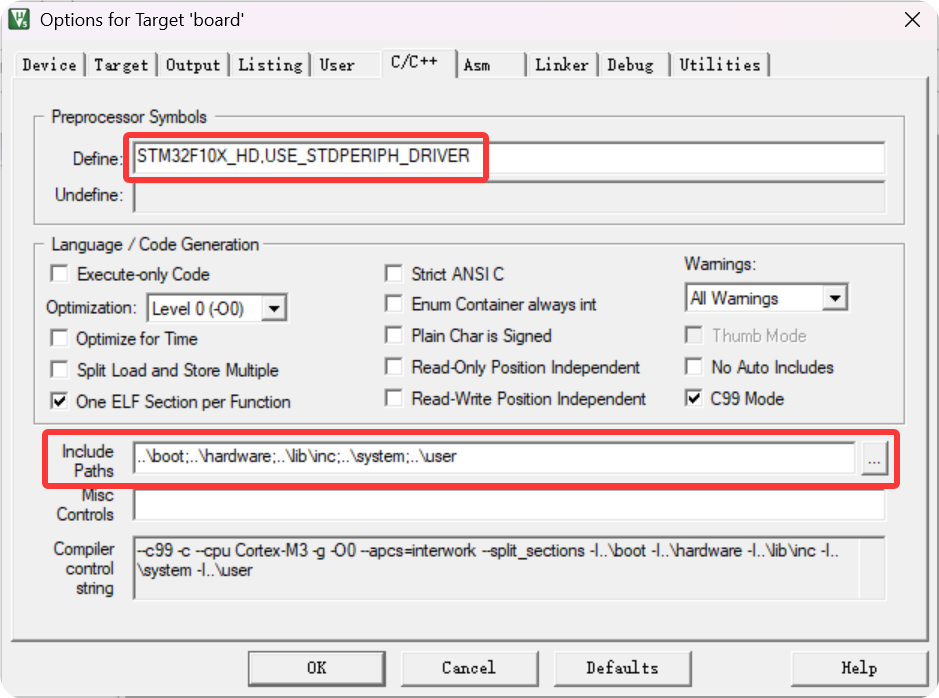 Options for Target 'board'
Device Target Output Listing User C/C++ Asm Linker Debug Utilities
Preprocessor Symbols
Define: STM32F10X_HD,USE_STDPERIPH_DRIVER
Undefine:
Language / Code Generation
Execute-only Code
Optimization: Level 0 (-O0)
Optimize for Time
Split Load and Store Multiple
One ELF Section per Function
Strict ANSI C
Enum Container always int
Plain Char is Signed
Read-Only Position Independent
Read-Write Position Independent
Warnings:
All Warnings
Thumb Mode
No Auto Includes
C99 Mode
Include
Paths
..\boot;..\hardware;..\lib\inc;..\system;..\user
...
Misc
Controls
Compiler
control
string
--c99 -c --cpu Cortex-M3 -g -O0 --apcs=interwork --split_sections -I..\boot -I..\hardware -I..\lib\inc -I..
\system -I..\user
OK Cancel Defaults Help